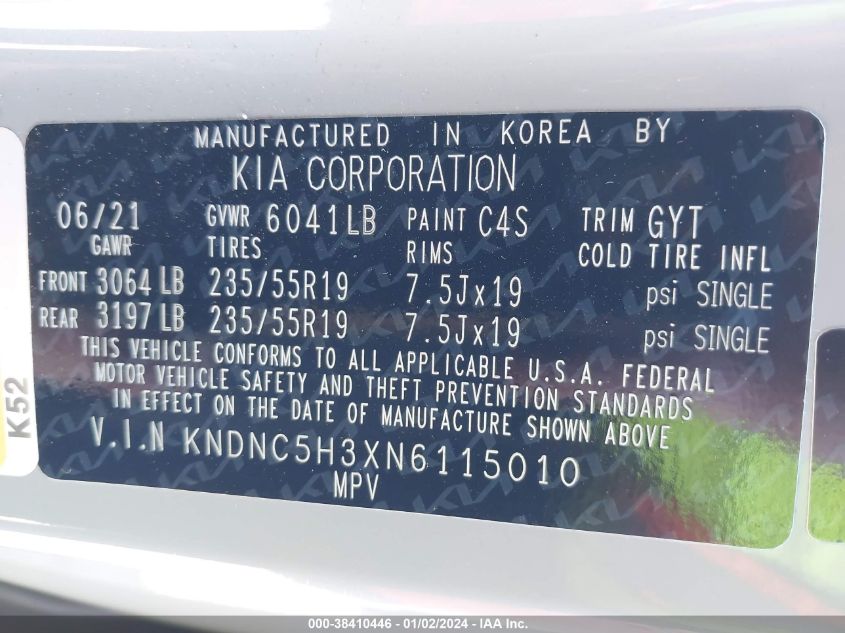 MANUFACTURED IN KOREA BY
KIA CORPORATION
06/21 GVWR 6041LB PAINT C4S TRIM GYT
GAWR TIRES RIMS COLD TIRE INFL
FRONT 3064 LB 235/55R19 7.5Jx19 psi SINGLE
REAR 3197 LB 235/55R19 7.5Jx19 psi SINGLE
THIS VEHICLE CONFORMS TO ALL APPLICABLE U.S.A. FEDERAL
MOTOR VEHICLE SAFETY AND THEFT PREVENTION STANDARDS
IN EFFECT ON THE DATE OF MANUFACTURE SHOWN ABOVE
V.I.N KNDNC5H3XN6115010
MPV
K52
000-38410446 - 01/02/2024 - IAA Inc.